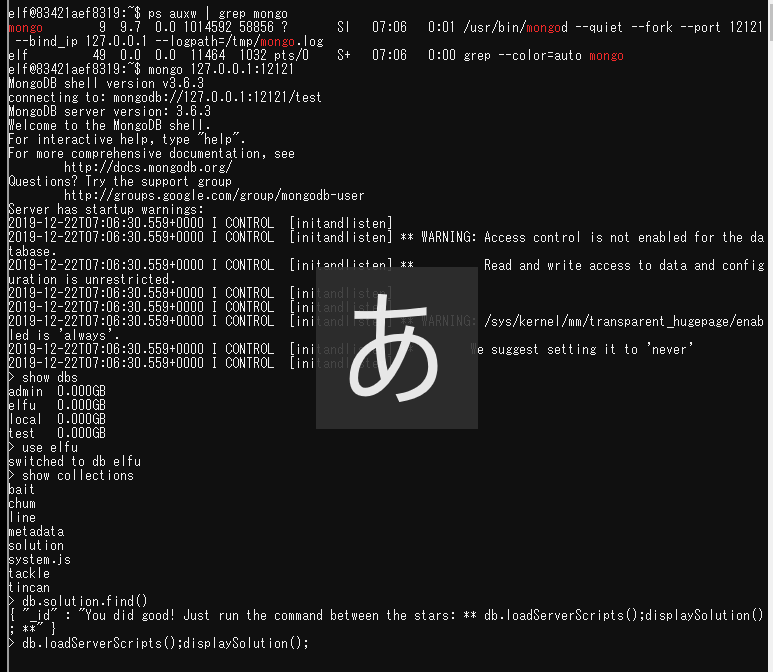 elf@83421aef8319:~$ ps auxw | grep mongo
mongo        9  9.7  0.0 1014592 58856 ?       Sl   07:06   0:01 /usr/bin/mongod --quiet --fork --port 12121
 --bind_ip 127.0.0.1 --logpath=/tmp/mongo.log
elf         49  0.0  0.0  11464  1032 pts/0    S+   07:06   0:00 grep --color=auto mongo
elf@83421aef8319:~$ mongo 127.0.0.1:12121
MongoDB shell version v3.6.3
connecting to: mongodb://127.0.0.1:12121/test
MongoDB server version: 3.6.3
Welcome to the MongoDB shell.
For interactive help, type "help".
For more comprehensive documentation, see
        http://docs.mongodb.org/
Questions? Try the support group
        http://groups.google.com/group/mongodb-user
Server has startup warnings:
2019-12-22T07:06:30.559+0000 I CONTROL  [initandlisten]
2019-12-22T07:06:30.559+0000 I CONTROL  [initandlisten] ** WARNING: Access control is not enabled for the da
tabase.
2019-12-22T07:06:30.559+0000 I CONTROL  [initandlisten] **          Read and write access to data and config
uration is unrestricted.
2019-12-22T07:06:30.559+0000 I CONTROL  [initandlisten]
2019-12-22T07:06:30.559+0000 I CONTROL  [initandlisten]
2019-12-22T07:06:30.559+0000 I CONTROL  [initandlisten] ** WARNING: /sys/kernel/mm/transparent_hugepage/enab
led is 'always'.
2019-12-22T07:06:30.559+0000 I CONTROL  [initandlisten] **        We suggest setting it to 'never'
2019-12-22T07:06:30.559+0000 I CONTROL  [initandlisten]
> show dbs
admin  0.000GB
elfu   0.000GB
local  0.000GB
test   0.000GB
> use elfu
switched to db elfu
> show collections
bait
chum
line
metadata
solution
system.js
tackle
tincan
> db.solution.find()
{ "_id" : "You did good! Just run the command between the stars: ** db.loadServerScripts();displaySolution()
; **" }
> db.loadServerScripts();displaySolution();
あ